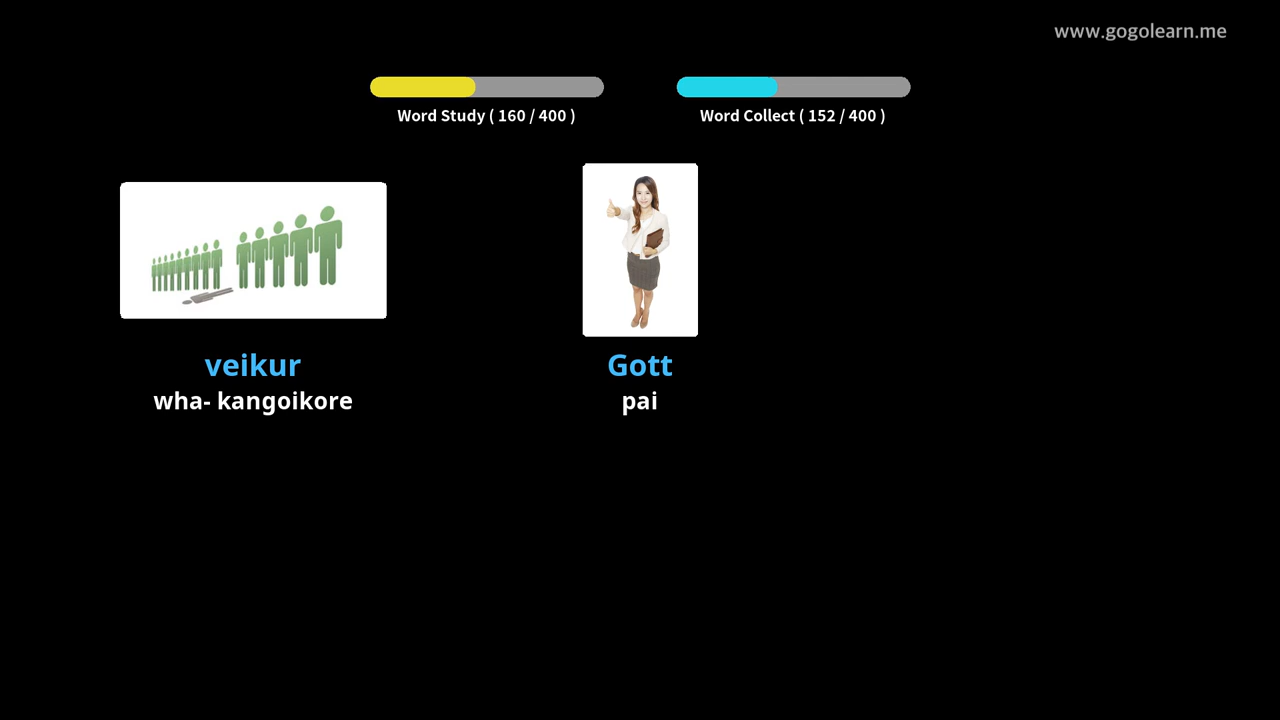 www.gogolearn.me
Word Study ( 160 / 400 )
Word Collect ( 152 / 400 )
veikur
wha- kangoikore
Gott
pai